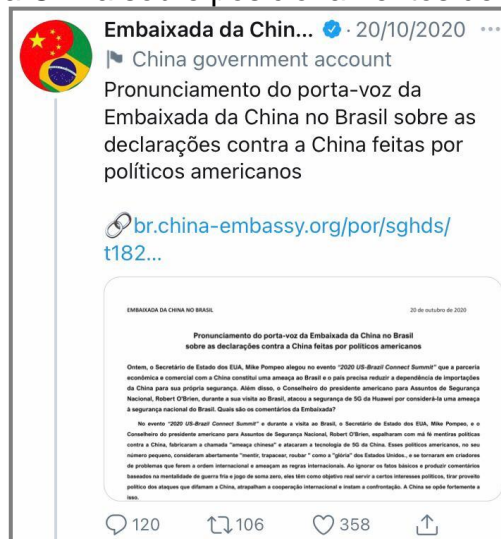 Embaixada da Chin... · 20/10/2020 ···
China government account
Pronunciamento do porta-voz da
Embaixada da China no Brasil sobre as
declarações contra a China feitas por
políticos americanos
br.china-embassy.org/por/sghds/
t182...
EMBAIXADA DA CHINA NO BRASIL 20 de outubro de 2020
Pronunciamento do porta-voz da Embaixada da China no Brasil
sobre as declarações contra a China feitas por políticos americanos
Ontem, o Secretário de Estado dos EUA, Mike Pompeo alegou no evento "2020 US-Brazil Connect Summit" que a parceria
econômica e comercial com a China constitui uma ameaça ao Brasil e o país precisa reduzir a dependência de importações
da China para sua própria segurança. Além disso, o Conselheiro do presidente americano para Assuntos de Segurança
Nacional, Robert O'Brien, durante a sua visita ao Brasil, atacou a segurança de 5G da Huawei por considerá-la uma ameaça
à segurança nacional do Brasil. Quais são os comentários da Embaixada?
No evento "2020 US-Brazil Connect Summit" e durante a visita ao Brasil, o Secretário de Estado dos EUA, Mike Pompeo, e o
Conselheiro do presidente americano para Assuntos de Segurança Nacional, Robert O'Brien, espalharam com má fé mentiras políticas
contra a China, fabricaram a chamada "ameaça chinesa" e atacaram a tecnologia de 5G da China. Esses políticos americanos, no seu
número pequeno, consideram abertamente "mentir, trapacear, roubar " como a "glória" dos Estados Unidos., e se tornaram em criadores
de problemas que ferem a ordem internacional e ameaçam as regras internacionais. Ao ignorar os fatos básicos e produzir comentários
baseados na mentalidade de guerra fria e jogo de soma zero, eles têm como objetivo real servir a certos interesses políticos, tirar proveito
político dos ataques que difamam a China, atrapalham a cooperação internacional e instam a confrontação. A China se opõe fortemente a
isso.
120 106 358